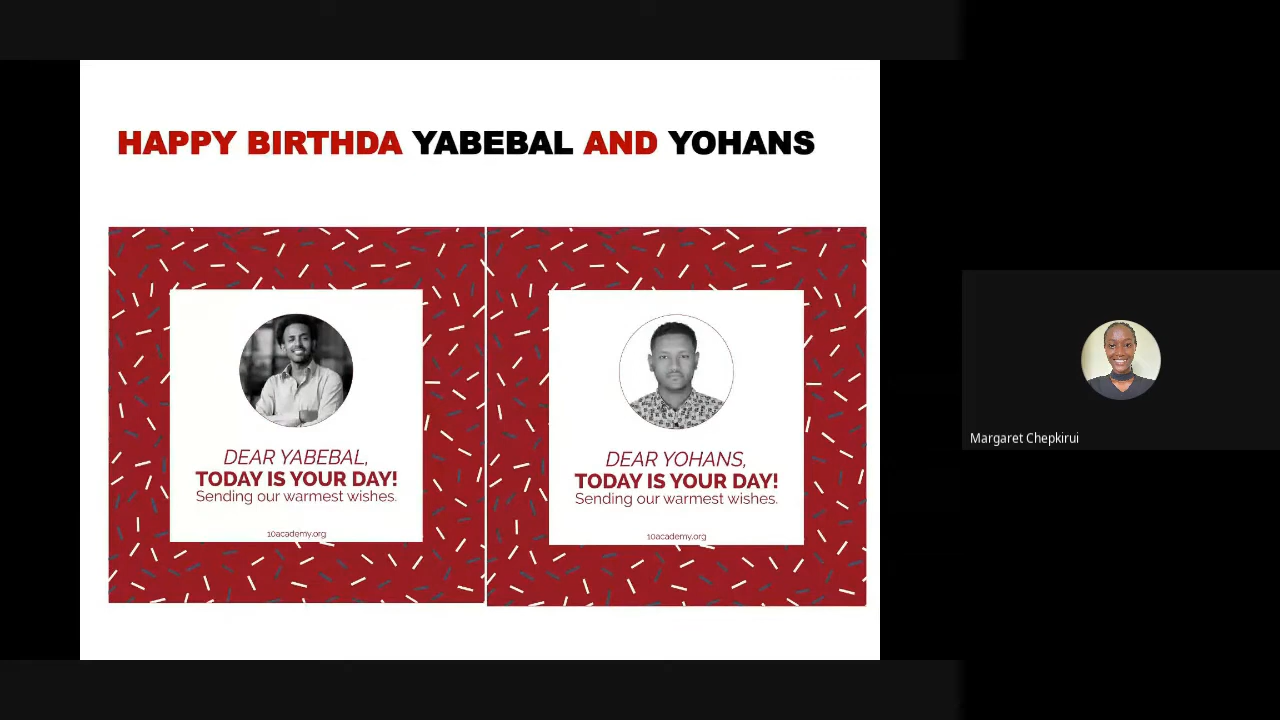 HAPPY BIRTHDA YABEBAL AND YOHANS
DEAR YABEBAL,
TODAY IS YOUR DAY!
Sending our warmest wishes.
10academy.org
DEAR YOHANS,
TODAY IS YOUR DAY!
Sending our warmest wishes.
10academy.org
Margaret Chepkirui